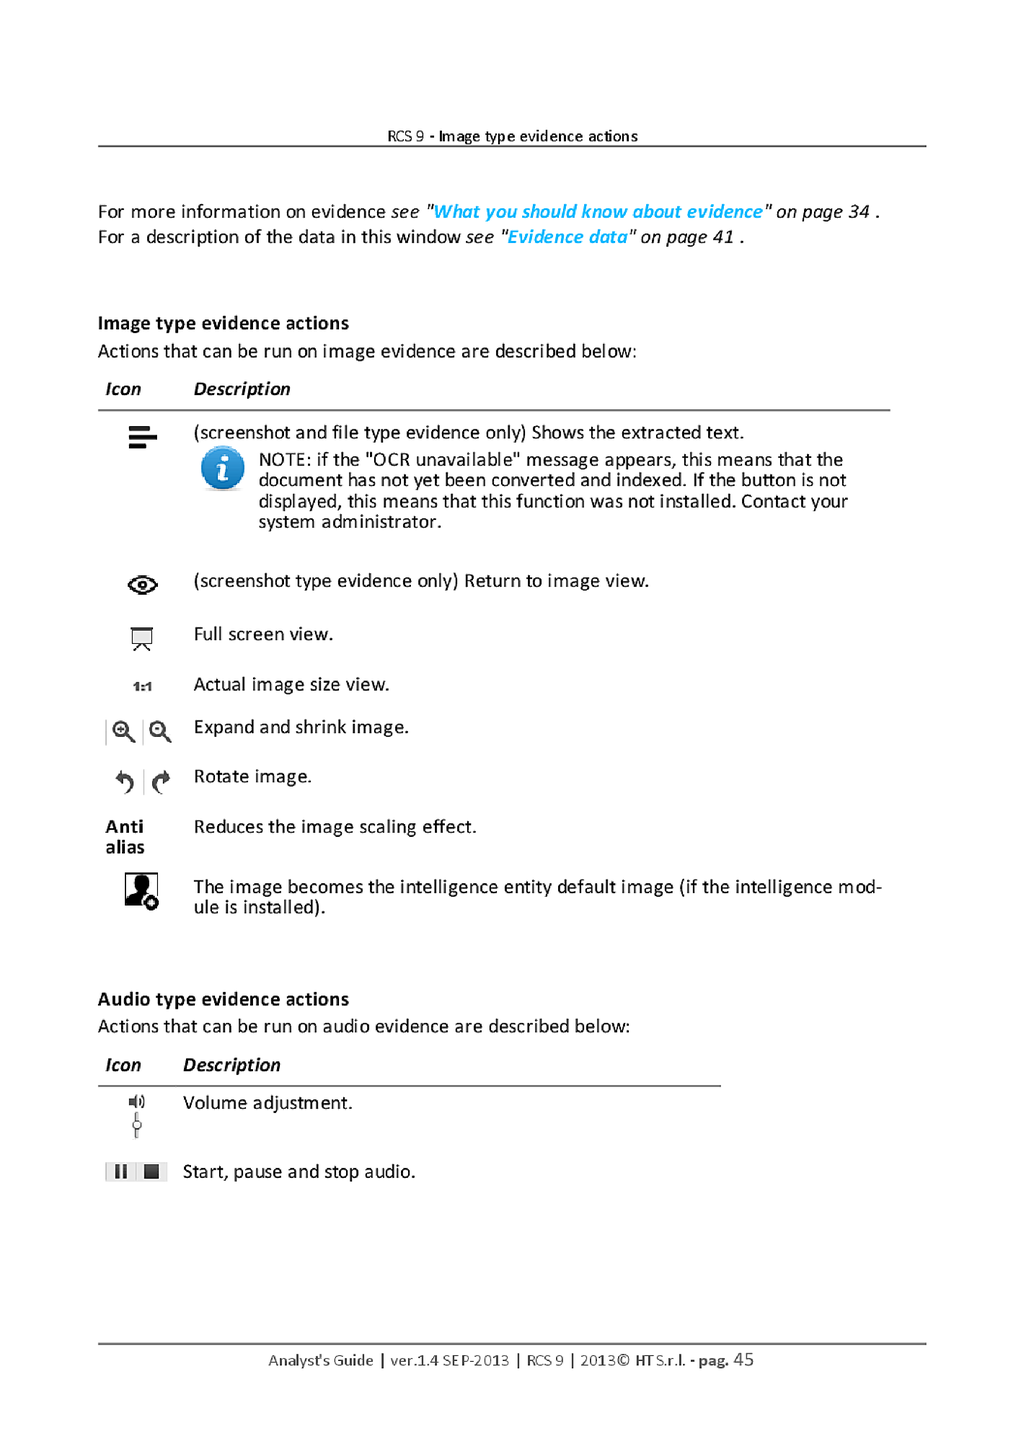 RCS 9 - Image type evidence actions
For more information on evidence see "What you should know about evidence" on page 34 .
For a description of the data in this window see "Evidence data" on page 41 .
Image type evidence actions
Actions that can be run on image evidence are described below:
Icon Description
(screenshot and file type evidence only) Shows the extracted text.
NOTE: if the "OCR unavailable" message appears, this means that the
document has not yet been converted and indexed. If the button is not
displayed, this means that this function was not installed. Contact your
system administrator.
(screenshot type evidence only) Return to image view.
Full screen view.
1:1 Actual image size view.
Expand and shrink image.
Rotate image.
Anti Reduces the image scaling effect.
alias
The image becomes the intelligence entity default image (if the intelligence mod-
ule is installed).
Audio type evidence actions
Actions that can be run on audio evidence are described below:
Icon Description
Volume adjustment.
Start, pause and stop audio.
Analyst's Guide | ver.1.4 SEP-2013 | RCS 9 | 2013© HT S.r.l. - pag. 45